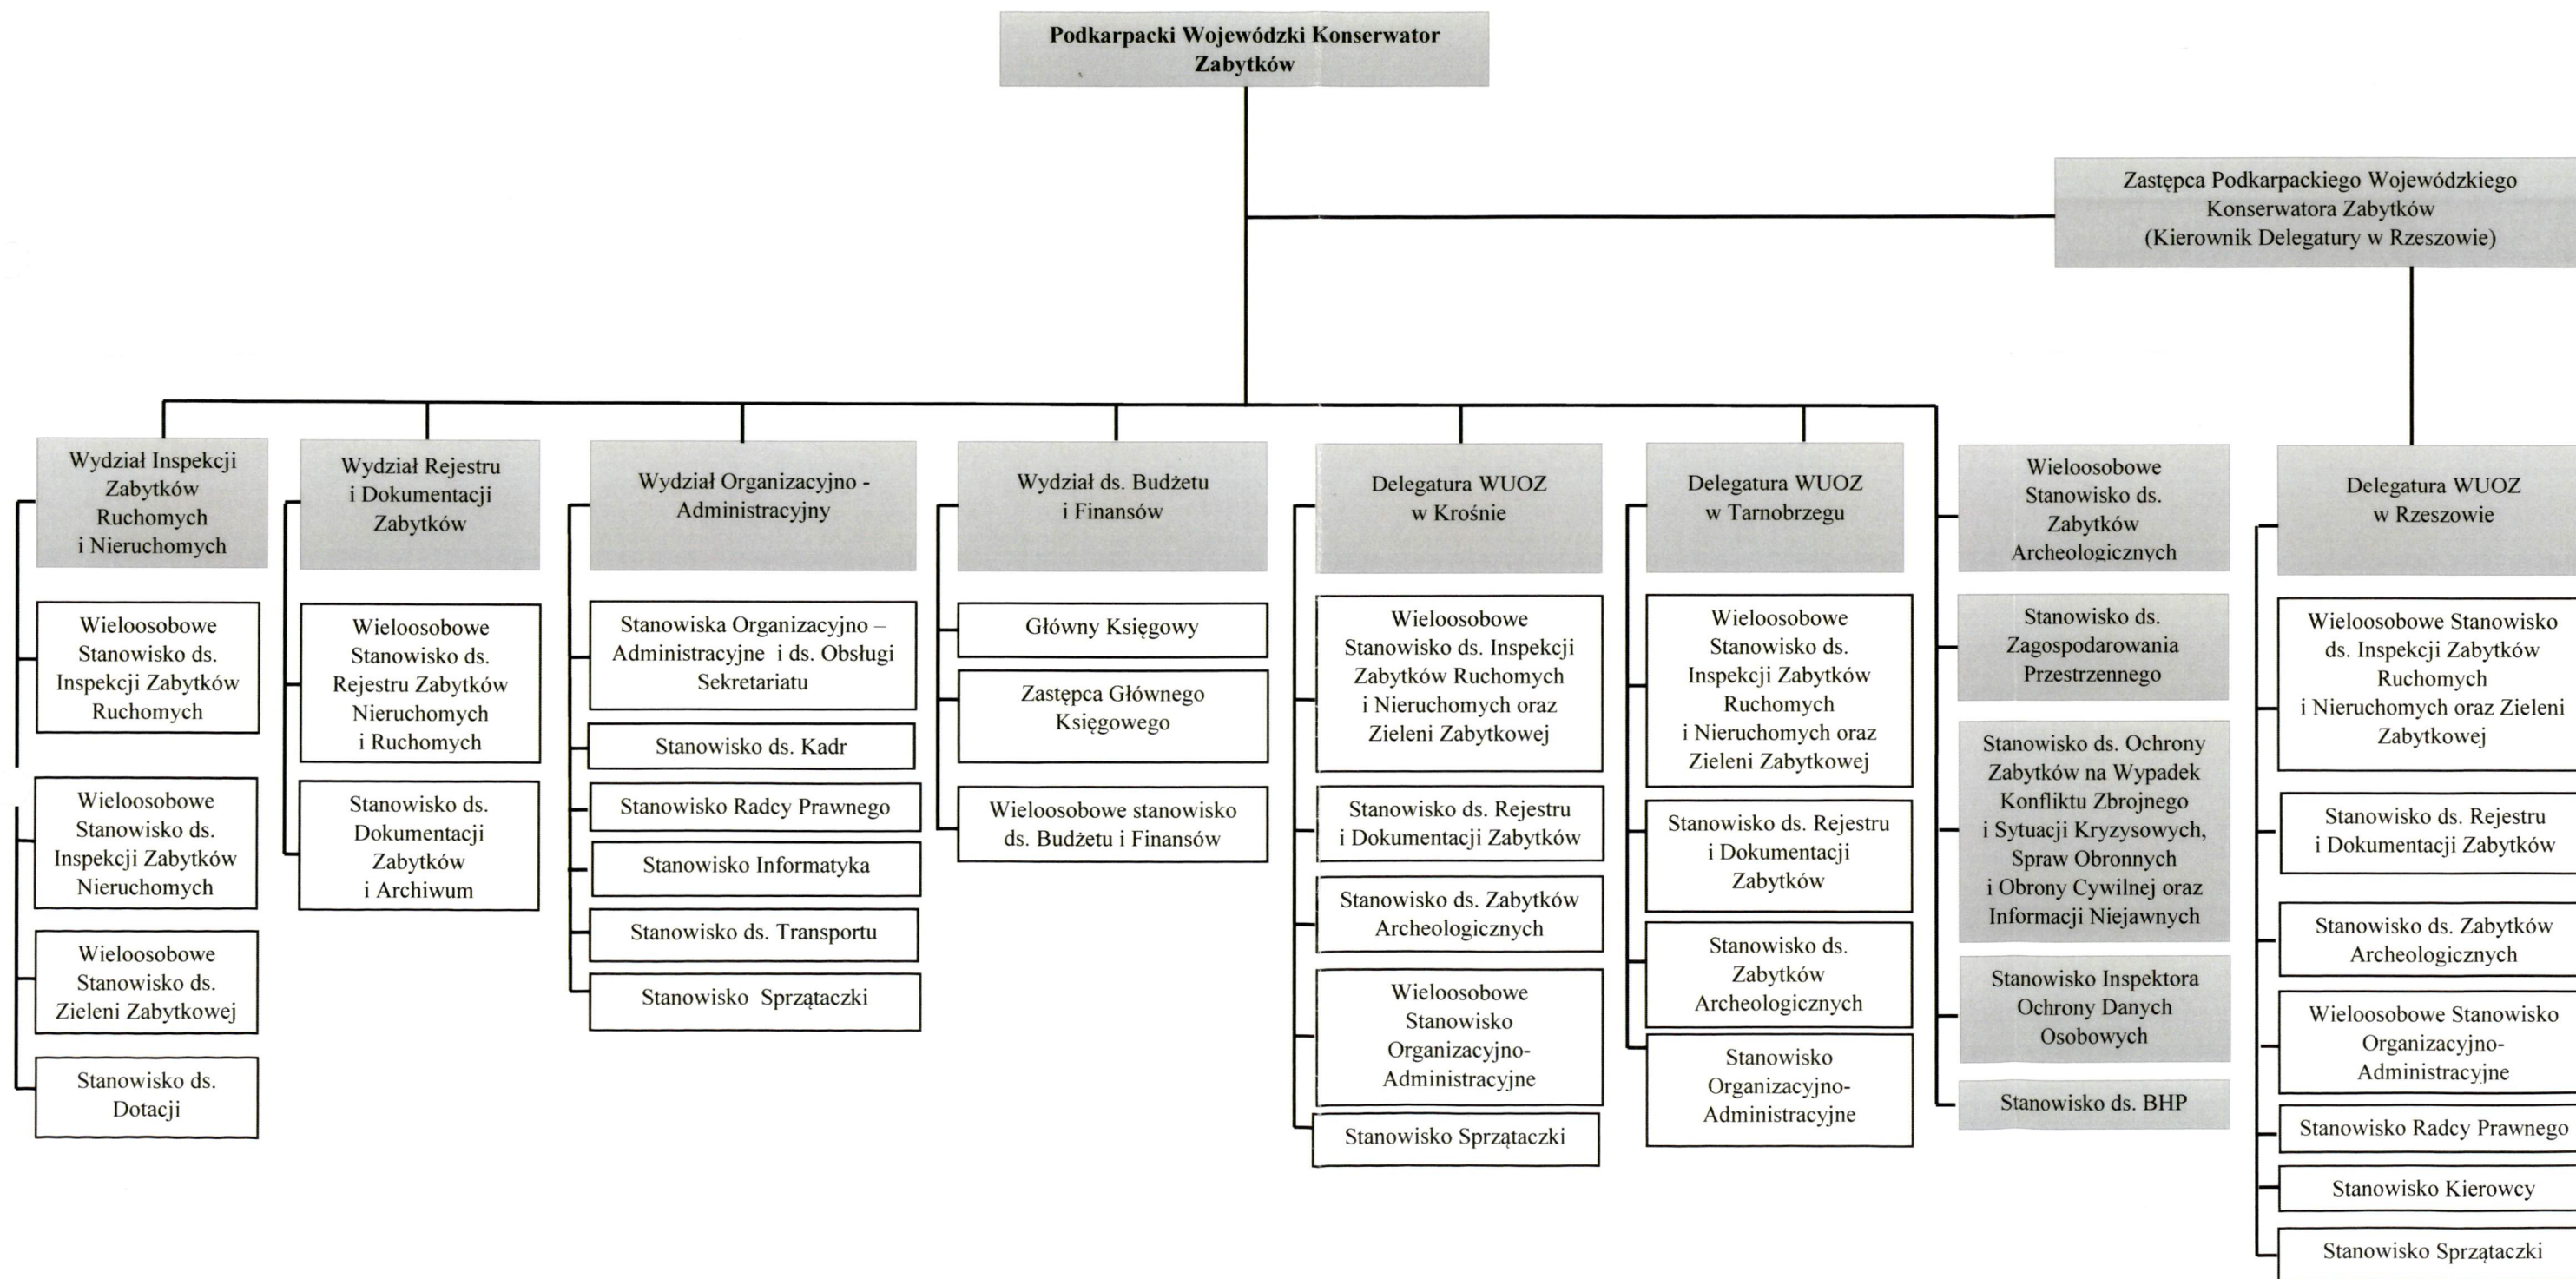 Podkarpacki Wojewódzki Konserwator
Zabytków
Zastępca Podkarpackiego Wojewódzkiego
Konserwatora Zabytków
(Kierownik Delegatury w Rzeszowie)
Wydział Inspekcji
Zabytków
Ruchomych
i Nieruchomych
Wieloosobowe
Stanowisko ds.
Inspekcji Zabytków
Ruchomych
Wieloosobowe
Stanowisko ds.
Inspekcji Zabytków
Nieruchomych
Wieloosobowe
Stanowisko ds.
Zieleni Zabytkowej
Stanowisko ds.
Dotacji
Wydział Rejestru
i Dokumentacji
Zabytków
Wieloosobowe
Stanowisko ds.
Rejestru Zabytków
Nieruchomych
i Ruchomych
Stanowisko ds.
Dokumentacji
Zabytków
i Archiwum
Wydział Organizacyjno -
Administracyjny
Stanowiska Organizacyjno –
Administracyjne i ds. Obsługi
Sekretariatu
Stanowisko ds. Kadr
Stanowisko Radcy Prawnego
Stanowisko Informatyka
Stanowisko ds. Transportu
Stanowisko Sprzątaczki
Wydział ds. Budżetu
i Finansów
Główny Księgowy
Zastępca Głównego
Księgowego
Wieloosobowe stanowisko
ds. Budżetu i Finansów
Delegatura WUOZ
w Krośnie
Wieloosobowe
Stanowisko ds. Inspekcji
Zabytków Ruchomych
i Nieruchomych oraz
Zieleni Zabytkowej
Stanowisko ds. Rejestru
i Dokumentacji Zabytków
Stanowisko ds. Zabytków
Archeologicznych
Wieloosobowe
Stanowisko
Organizacyjno-
Administracyjne
Stanowisko Sprzątaczki
Delegatura WUOZ
w Tarnobrzegu
Wieloosobowe
Stanowisko ds.
Inspekcji Zabytków
Ruchomych
i Nieruchomych oraz
Zieleni Zabytkowej
Stanowisko ds. Rejestru
i Dokumentacji
Zabytków
Stanowisko ds.
Zabytków
Archeologicznych
Stanowisko
Organizacyjno-
Administracyjne
Wieloosobowe
Stanowisko ds.
Zabytków
Archeologicznych
Stanowisko ds.
Zagospodarowania
Przestrzennego
Stanowisko ds. Ochrony
Zabytków na Wypadek
Konfliktu Zbrojnego
i Sytuacji Kryzysowych,
Spraw Obronnych
i Obrony Cywilnej oraz
Informacji Niejawnych
Stanowisko Inspektora
Ochrony Danych
Osobowych
Stanowisko ds. BHP
Delegatura WUOZ
w Rzeszowie
Wieloosobowe Stanowisko
ds. Inspekcji Zabytków
Ruchomych
i Nieruchomych oraz Zieleni
Zabytkowej
Stanowisko ds. Rejestru
i Dokumentacji Zabytków
Stanowisko ds. Zabytków
Archeologicznych
Wieloosobowe Stanowisko
Organizacyjno-
Administracyjne
Stanowisko Radcy Prawnego
Stanowisko Kierowcy
Stanowisko Sprzątaczki